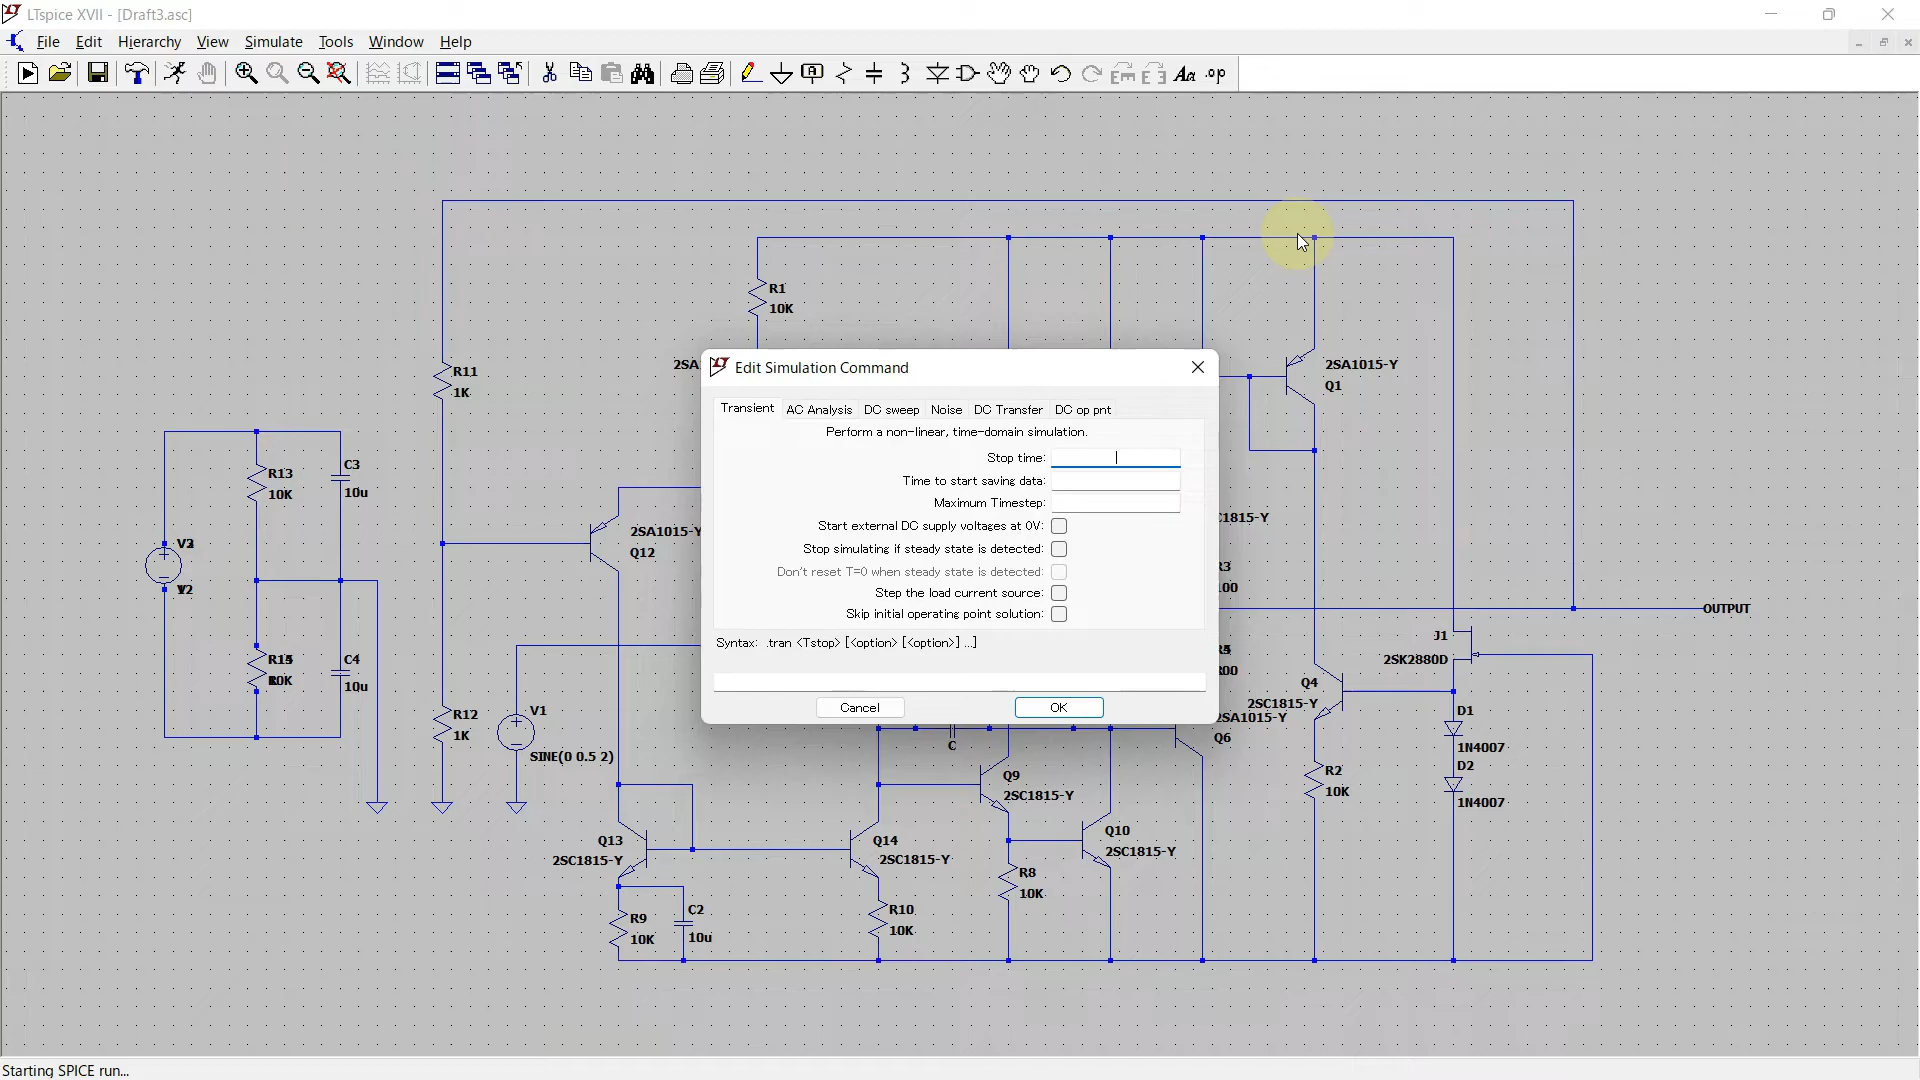 LTspice XVII - [Draft3.asc]
File Edit Hierarchy View Simulate Tools Window Help
.op
R1
10K
R11
1K
2SA1015-Y
Q1
Edit Simulation Command
Transient AC Analysis DC sweep Noise DC Transfer DC op pnt
Perform a non-linear, time-domain simulation.
Stop time:
Time to start saving data:
Maximum Timestep:
Start external DC supply voltages at 0V:
Stop simulating if steady state is detected:
Don't reset T=0 when steady state is detected:
Step the load current source:
Skip initial operating point solution:
Syntax: .tran <Tstop> [<option> [<option>] ...]
Cancel OK
R13
10K
C3
10u
2SA1015-Y
Q12
C4
10u
R12
1K
V1
SINE(0 0.5 2)
OUTPUT
J1
2SK2880D
Q4
2SC1815-Y
2SA1015-Y
Q6
D1
1N4007
D2
1N4007
R2
10K
C
Q9
2SC1815-Y
Q13
2SC1815-Y
Q14
2SC1815-Y
Q10
2SC1815-Y
R8
10K
R9
10K
C2
10u
R10
10K
Starting SPICE run...